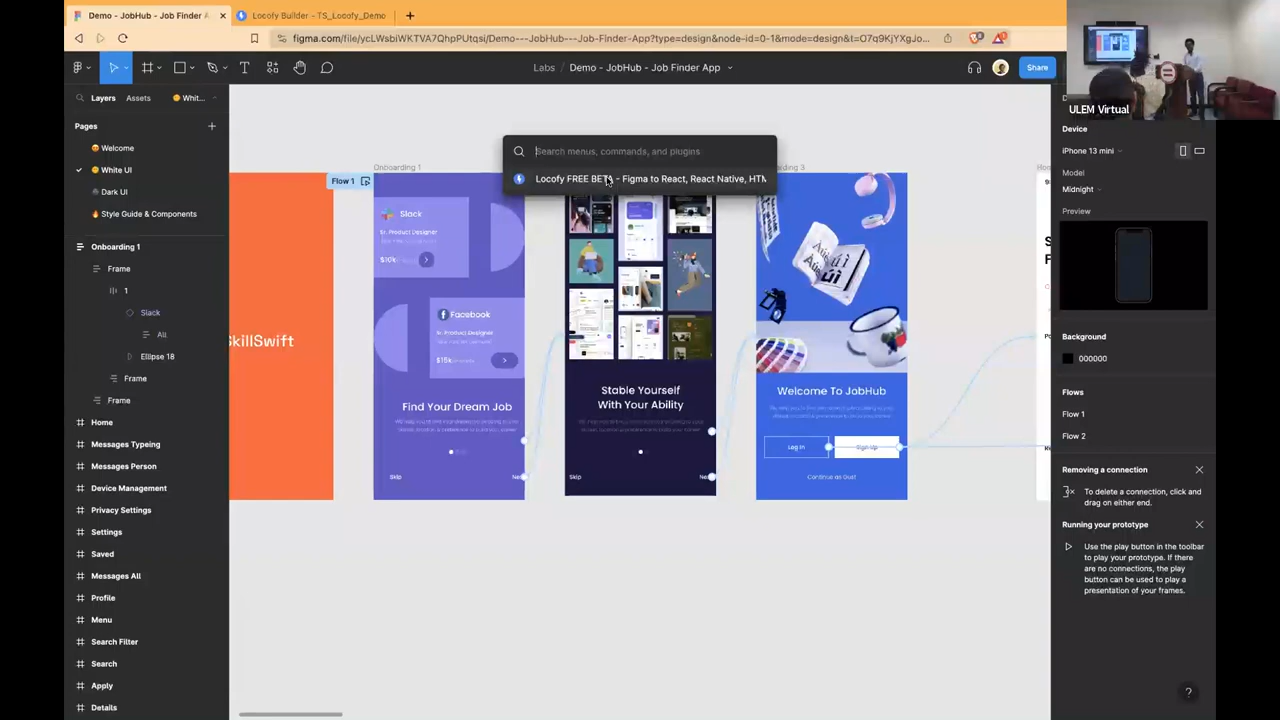 Demo - JobHub - Job Finder A
Locofy Builder - TS_Locofy_Demo
figma.com/file/ycLWsbiWKTVA7QhpPUtqsi/Demo---JobHub---Job-Finder-App?type=design&node-id=0-1&mode=design&t=O7q9KjYXgJo...
ULEM Virtual
Labs / Demo - JobHub - Job Finder App
Share
Layers Assets Whit...
Pages
Welcome
White UI
Dark UI
Style Guide & Components
Onboarding 1
Frame
1
Slack
All
Ellipse 18
Frame
Frame
Home
Messages Typeing
Messages Person
Device Management
Privacy Settings
Settings
Saved
Messages All
Profile
Menu
Search Filter
Search
Apply
Details
Search menus, commands, and plugins
Locofy FREE BETA - Figma to React, React Native, HTM
Onboarding 1
3
Flow 1
SkillSwift
Slack
Sr. Product Designer
$10k
Facebook
Sr. Product Designer
$15k
Find Your Dream Job
Skip
Stable Yourself
With Your Ability
Skip
Welcome To JobHub
Log In
Sign Up
Continue as Gust
Device
iPhone 13 mini
Model
Midnight
Preview
Background
000000
Flows
Flow 1
Flow 2
Removing a connection
To delete a connection, click and
drag on either end.
Running your prototype
Use the play button in the toolbar
to play your prototype. If there
are no connections, the play
button can be used to play a
presentation of your frames.
?